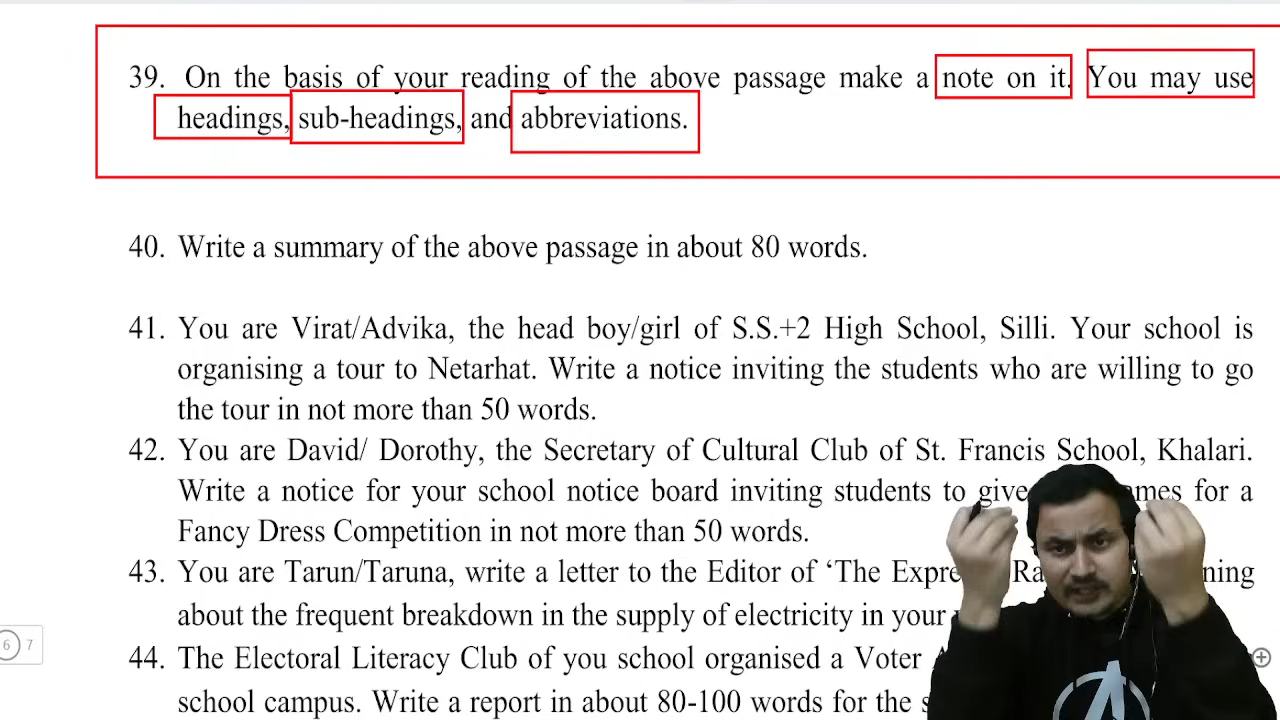 39. On the basis of your reading of the above passage make a note on it. You may use
headings, sub-headings, and abbreviations.
40. Write a summary of the above passage in about 80 words.
41. You are Virat/Advika, the head boy/girl of S.S.+2 High School, Silli. Your school is
organising a tour to Netarhat. Write a notice inviting the students who are willing to go
the tour in not more than 50 words.
42. You are David/ Dorothy, the Secretary of Cultural Club of St. Francis School, Khalari.
Write a notice for your school notice board inviting students to give for a
Fancy Dress Competition in not more than 50 words.
43. You are Tarun/Taruna, write a letter to the Editor of ‘The
about the frequent breakdown in the supply of electricity in your
44. The Electoral Literacy Club of you school organised a Voter
school campus. Write a report in about 80-100 words for the
6 7